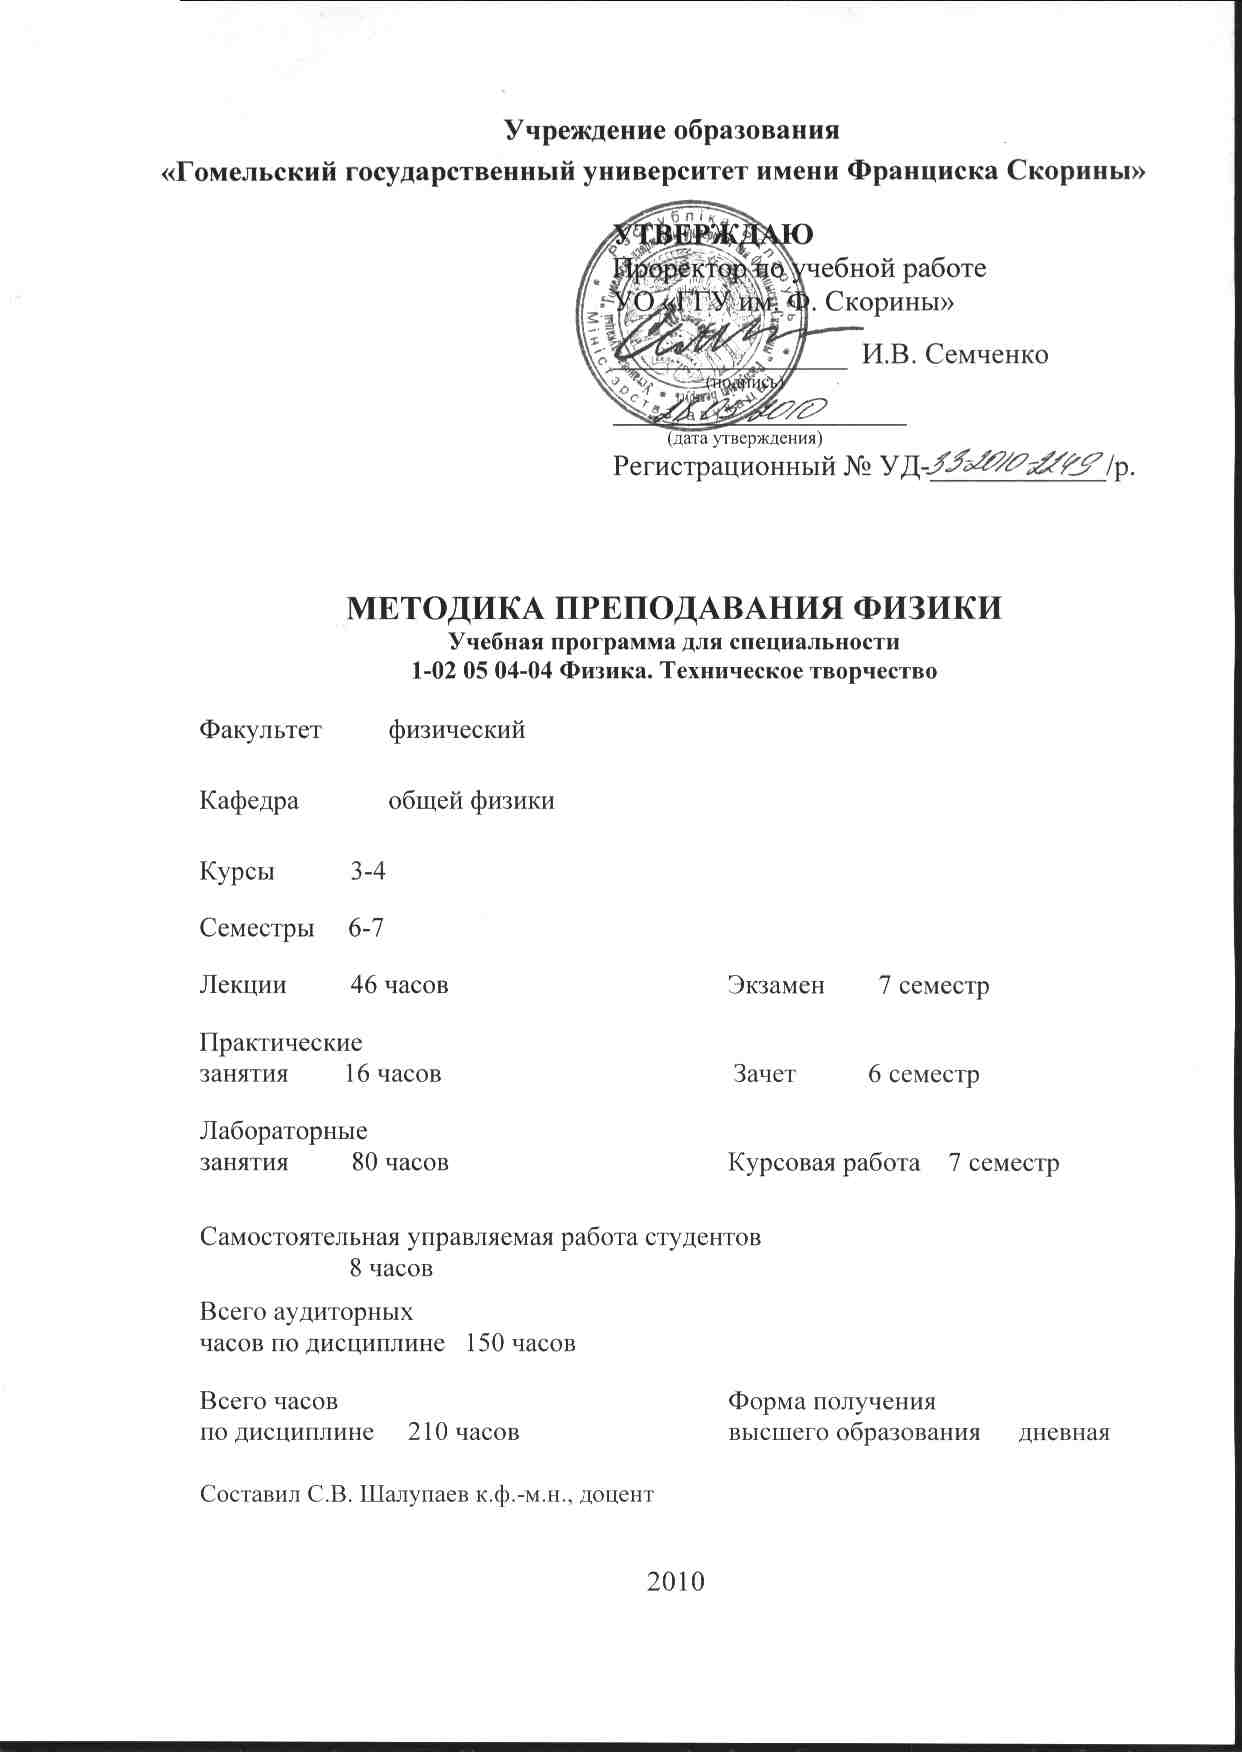 Учреждение образования
«Гомельский государственный университет имени Франциска Скорины»
УТВЕРЖДАЮ
Проректор по учебной работе
УО «ГГУ им. Ф. Скорины»
И.В. Семченко
(подпись)
2010
(дата утверждения)
Регистрационный № УД-33-2010-2249/р.
МЕТОДИКА ПРЕПОДАВАНИЯ ФИЗИКИ
Учебная программа для специальности
1-02 05 04-04 Физика. Техническое творчество
Факультет физический
Кафедра общей физики
Курсы 3-4
Семестры 6-7
Лекции 46 часов Экзамен 7 семестр
Практические
занятия 16 часов Зачет 6 семестр
Лабораторные
занятия 80 часов Курсовая работа 7 семестр
Самостоятельная управляемая работа студентов
8 часов
Всего аудиторных
часов по дисциплине 150 часов
Всего часов Форма получения
по дисциплине 210 часов высшего образования дневная
Составил С.В. Шалупаев к.ф.-м.н., доцент
2010